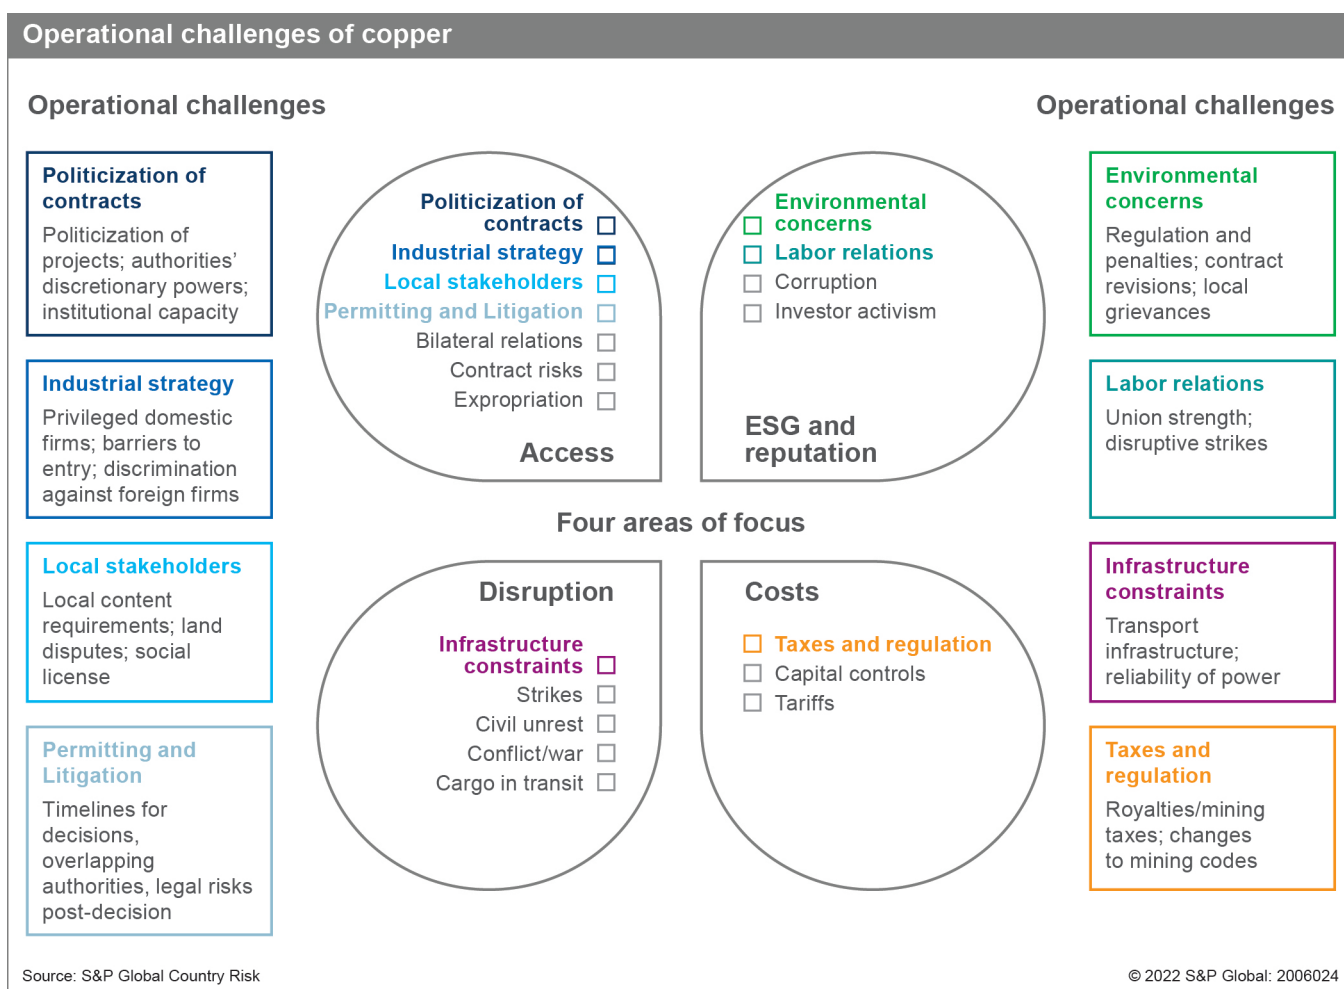 Operational challenges of copper
Operational challenges
Operational challenges
Politicization of
contracts
Politicization of
projects; authorities’
discretionary powers;
institutional capacity
Industrial strategy
Privileged domestic
firms; barriers to
entry; discrimination
against foreign firms
Local stakeholders
Local content
requirements; land
disputes; social
license
Permitting and
Litigation
Timelines for
decisions,
overlapping
authorities, legal risks
post-decision
Politicization of
contracts
Industrial strategy
Local stakeholders
Permitting and Litigation
Bilateral relations
Contract risks
Expropriation
Access
Environmental
concerns
Labor relations
Corruption
Investor activism
ESG and
reputation
Four areas of focus
Disruption
Infrastructure
constraints
Strikes
Civil unrest
Conflict/war
Cargo in transit
Costs
Taxes and regulation
Capital controls
Tariffs
Environmental
concerns
Regulation and
penalties; contract
revisions; local
grievances
Labor relations
Union strength;
disruptive strikes
Infrastructure
constraints
Transport
infrastructure;
reliability of power
Taxes and
regulation
Royalties/mining
taxes; changes
to mining codes
Source: S&P Global Country Risk
© 2022 S&P Global: 2006024